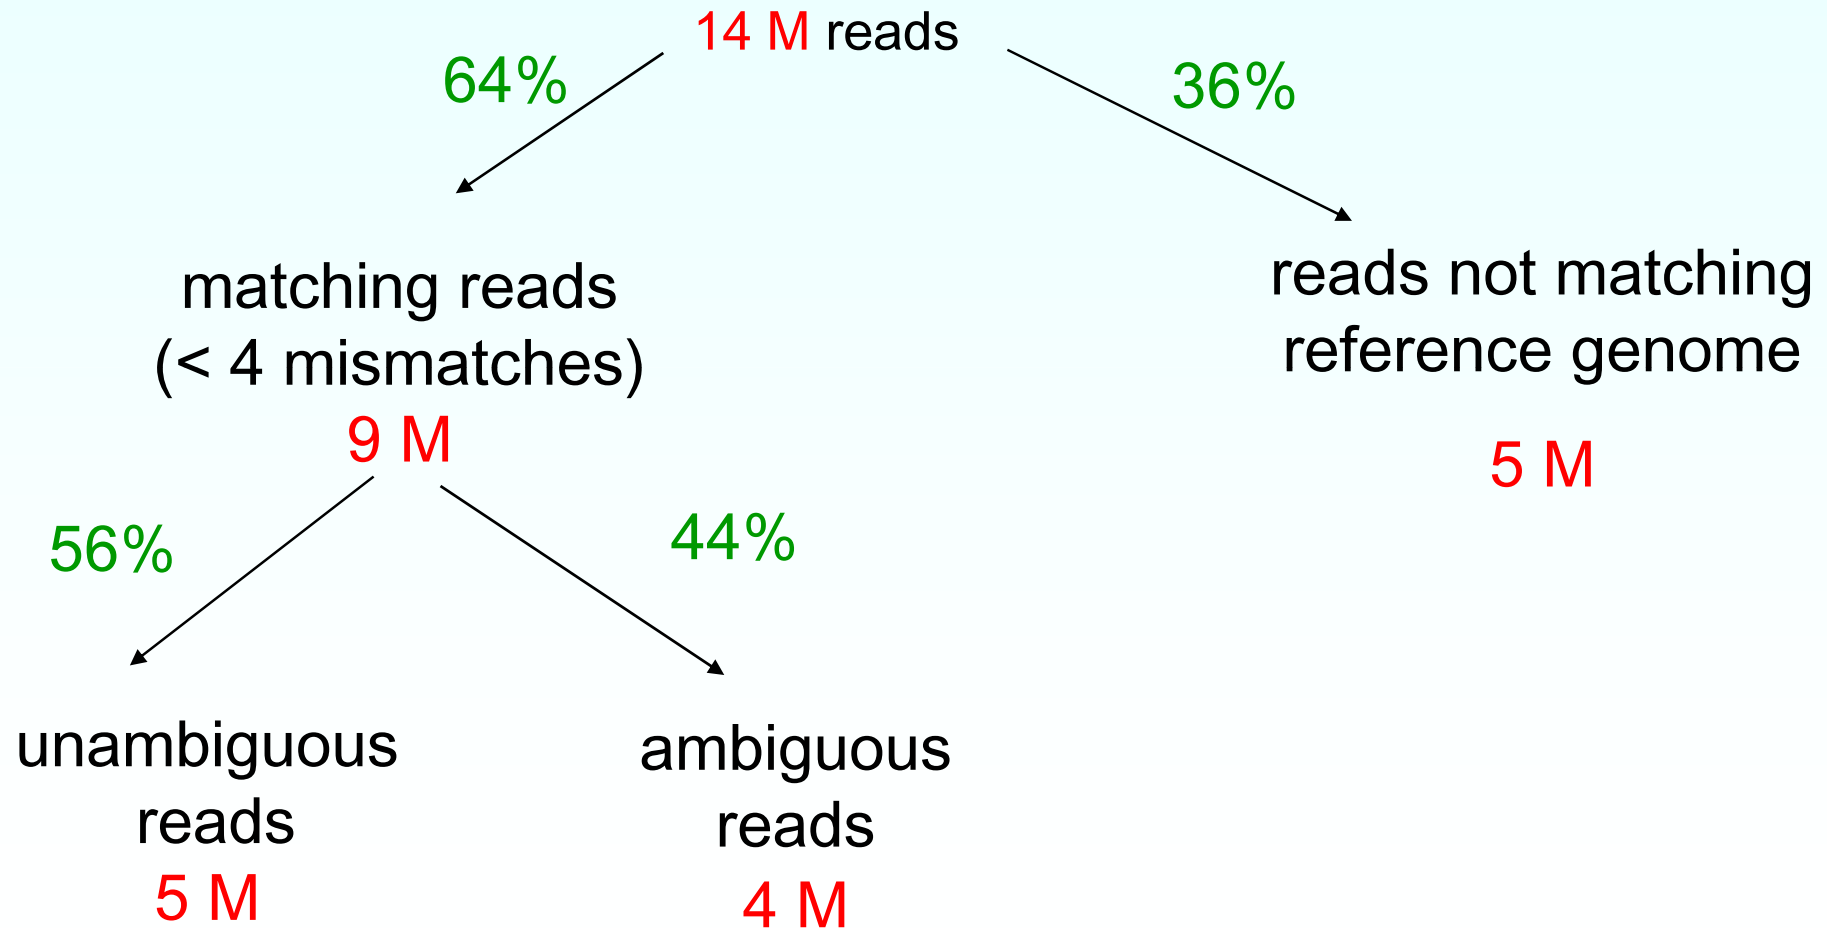 14 M reads
64%
36%
matching reads
(< 4 mismatches)
9 M
reads not matching
reference genome
5 M
56%
44%
unambiguous
reads
5 M
ambiguous
reads
4 M